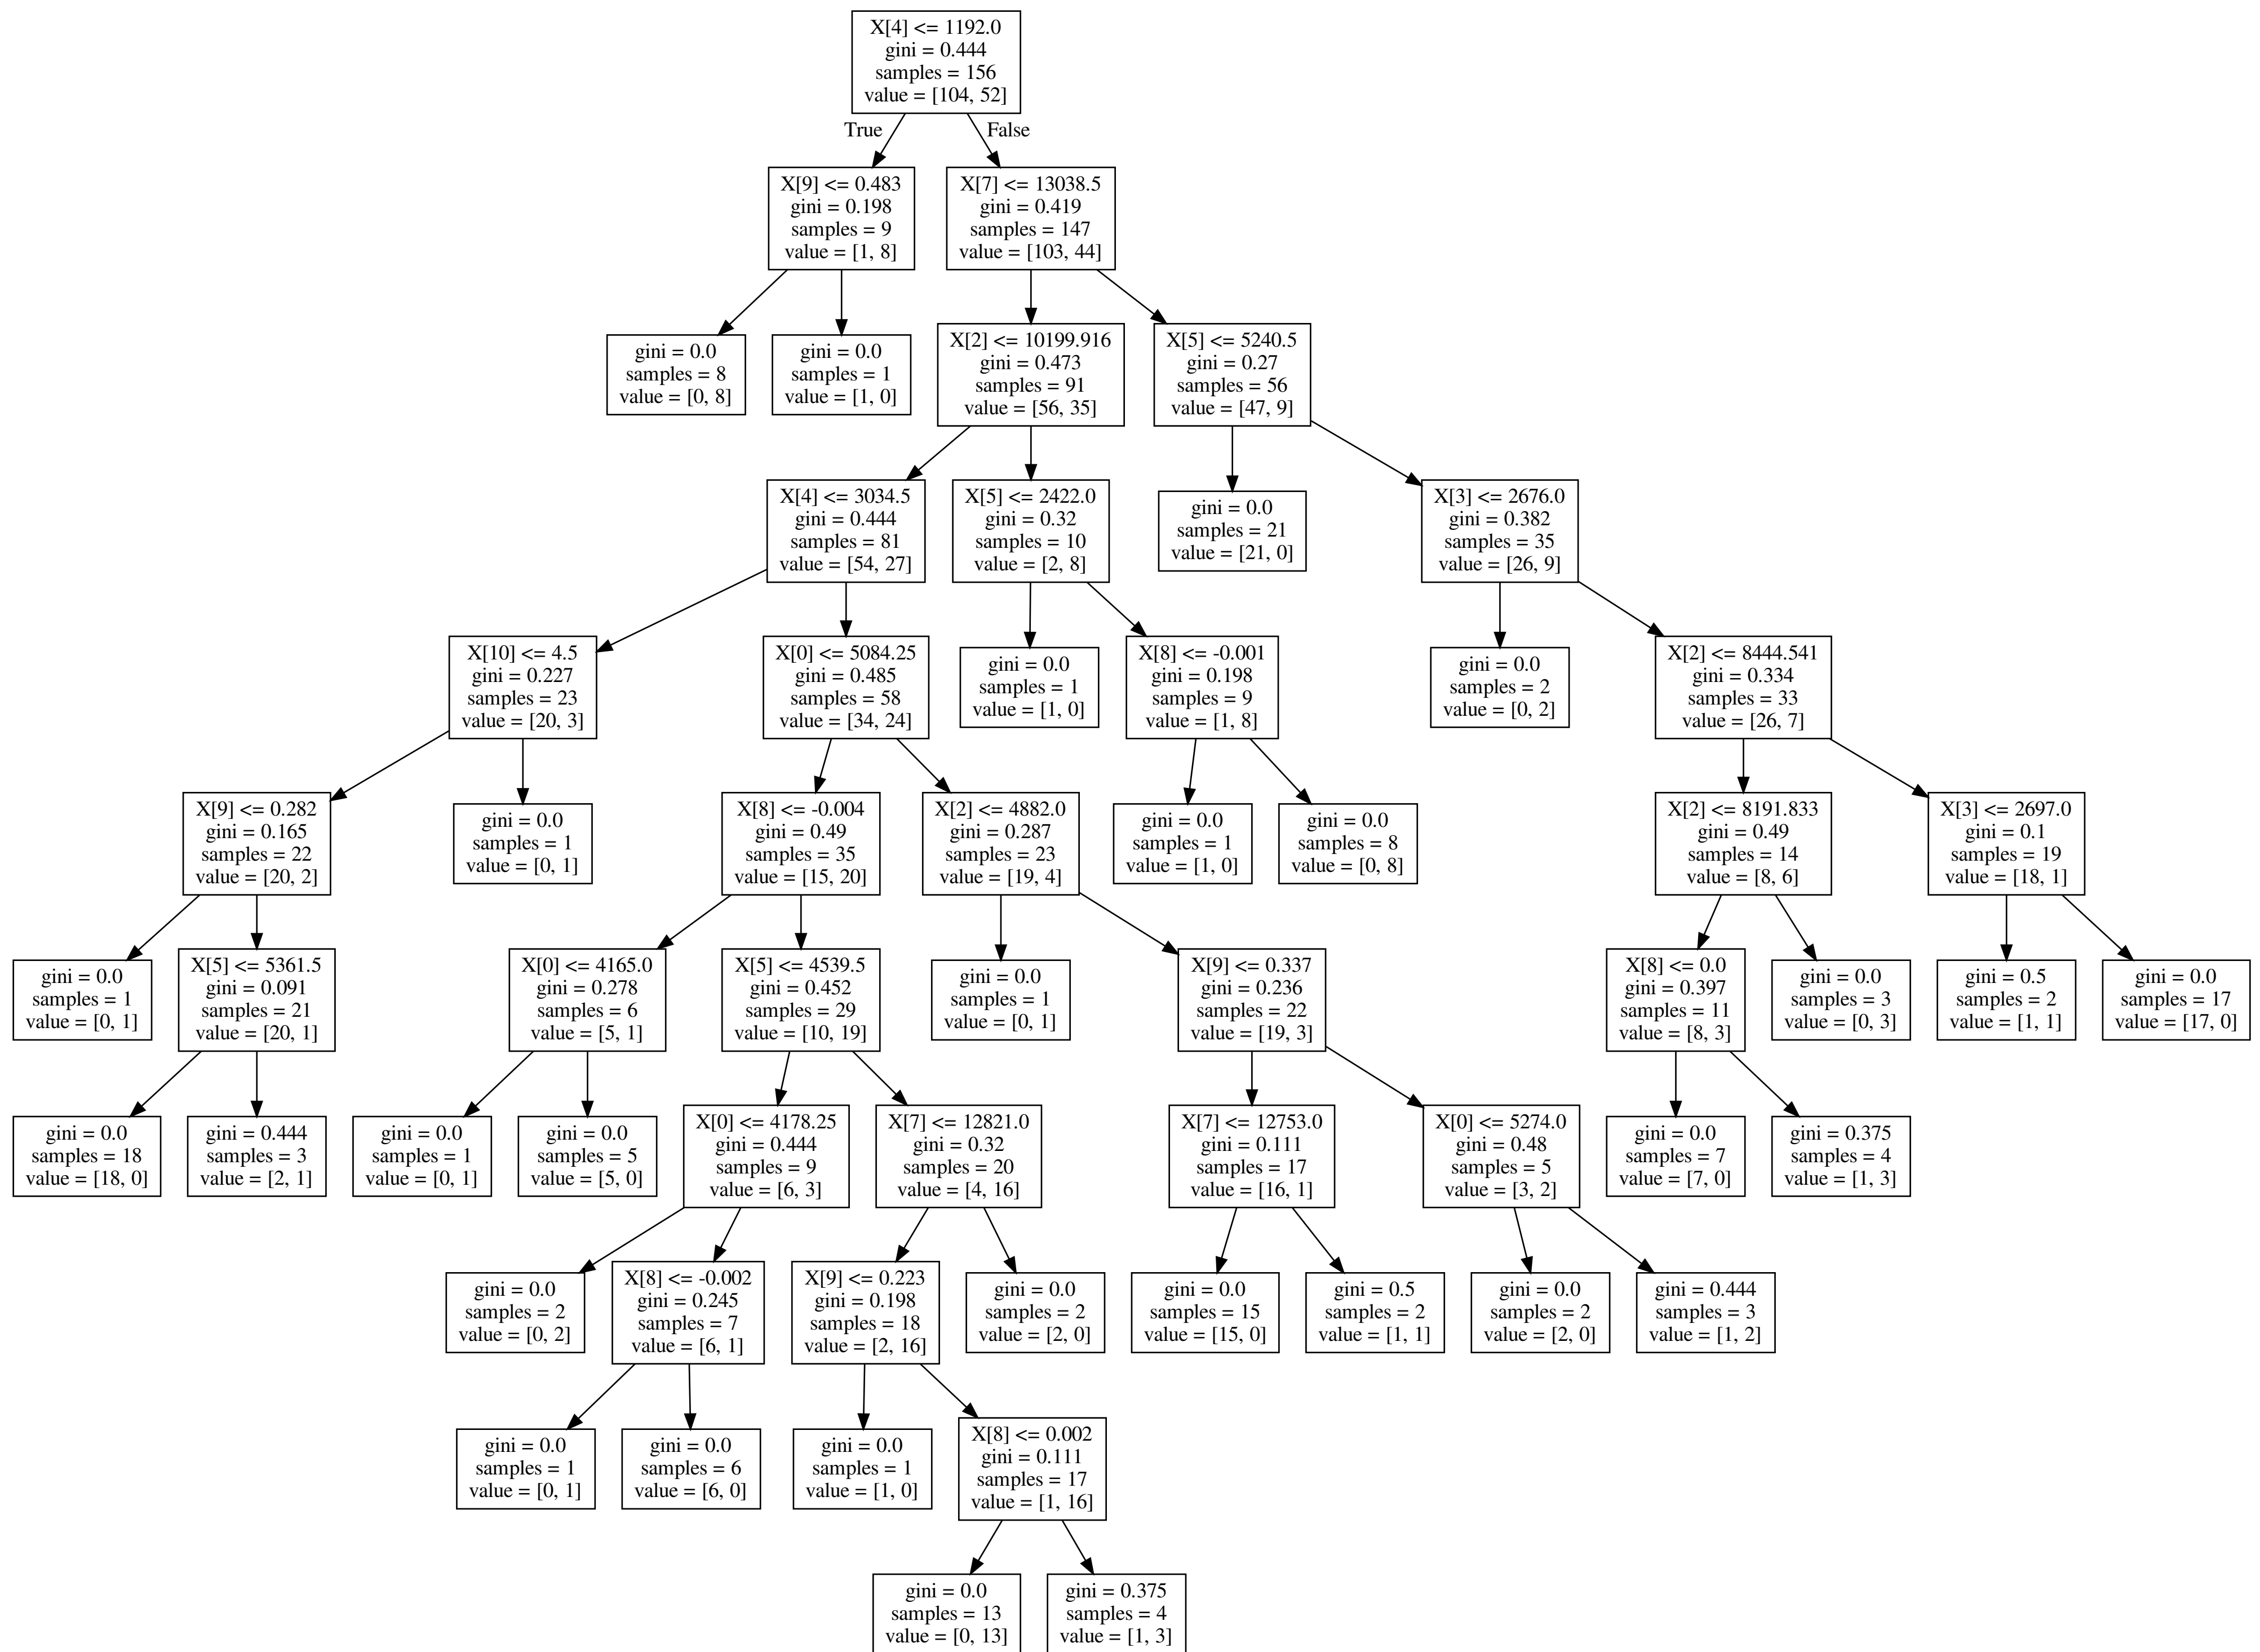 X[4] <= 1192.0
gini = 0.444
samples = 156
value = [104, 52]
True
False
X[9] <= 0.483
gini = 0.198
samples = 9
value = [1, 8]
X[7] <= 13038.5
gini = 0.419
samples = 147
value = [103, 44]
gini = 0.0
samples = 8
value = [0, 8]
gini = 0.0
samples = 1
value = [1, 0]
X[2] <= 10199.916
gini = 0.473
samples = 91
value = [56, 35]
X[5] <= 5240.5
gini = 0.27
samples = 56
value = [47, 9]
X[4] <= 3034.5
gini = 0.444
samples = 81
value = [54, 27]
X[5] <= 2422.0
gini = 0.32
samples = 10
value = [2, 8]
gini = 0.0
samples = 21
value = [21, 0]
X[3] <= 2676.0
gini = 0.382
samples = 35
value = [26, 9]
X[10] <= 4.5
gini = 0.227
samples = 23
value = [20, 3]
X[0] <= 5084.25
gini = 0.485
samples = 58
value = [34, 24]
gini = 0.0
samples = 1
value = [1, 0]
X[8] <= -0.001
gini = 0.198
samples = 9
value = [1, 8]
gini = 0.0
samples = 2
value = [0, 2]
X[2] <= 8444.541
gini = 0.334
samples = 33
value = [26, 7]
X[9] <= 0.282
gini = 0.165
samples = 22
value = [20, 2]
gini = 0.0
samples = 1
value = [0, 1]
X[8] <= -0.004
gini = 0.49
samples = 35
value = [15, 20]
X[2] <= 4882.0
gini = 0.287
samples = 23
value = [19, 4]
gini = 0.0
samples = 1
value = [1, 0]
gini = 0.0
samples = 8
value = [0, 8]
X[2] <= 8191.833
gini = 0.49
samples = 14
value = [8, 6]
X[3] <= 2697.0
gini = 0.1
samples = 19
value = [18, 1]
gini = 0.0
samples = 1
value = [0, 1]
X[5] <= 5361.5
gini = 0.091
samples = 21
value = [20, 1]
X[0] <= 4165.0
gini = 0.278
samples = 6
value = [5, 1]
X[5] <= 4539.5
gini = 0.452
samples = 29
value = [10, 19]
gini = 0.0
samples = 1
value = [0, 1]
X[9] <= 0.337
gini = 0.236
samples = 22
value = [19, 3]
X[8] <= 0.0
gini = 0.397
samples = 11
value = [8, 3]
gini = 0.0
samples = 3
value = [0, 3]
gini = 0.5
samples = 2
value = [1, 1]
gini = 0.0
samples = 17
value = [17, 0]
gini = 0.0
samples = 18
value = [18, 0]
gini = 0.444
samples = 3
value = [2, 1]
gini = 0.0
samples = 1
value = [0, 1]
gini = 0.0
samples = 5
value = [5, 0]
X[0] <= 4178.25
gini = 0.444
samples = 9
value = [6, 3]
X[7] <= 12821.0
gini = 0.32
samples = 20
value = [4, 16]
X[7] <= 12753.0
gini = 0.111
samples = 17
value = [16, 1]
X[0] <= 5274.0
gini = 0.48
samples = 5
value = [3, 2]
gini = 0.0
samples = 7
value = [7, 0]
gini = 0.375
samples = 4
value = [1, 3]
gini = 0.0
samples = 2
value = [0, 2]
X[8] <= -0.002
gini = 0.245
samples = 7
value = [6, 1]
X[9] <= 0.223
gini = 0.198
samples = 18
value = [2, 16]
gini = 0.0
samples = 2
value = [2, 0]
gini = 0.0
samples = 15
value = [15, 0]
gini = 0.5
samples = 2
value = [1, 1]
gini = 0.0
samples = 2
value = [2, 0]
gini = 0.444
samples = 3
value = [1, 2]
gini = 0.0
samples = 1
value = [0, 1]
gini = 0.0
samples = 6
value = [6, 0]
gini = 0.0
samples = 1
value = [1, 0]
X[8] <= 0.002
gini = 0.111
samples = 17
value = [1, 16]
gini = 0.0
samples = 13
value = [0, 13]
gini = 0.375
samples = 4
value = [1, 3]